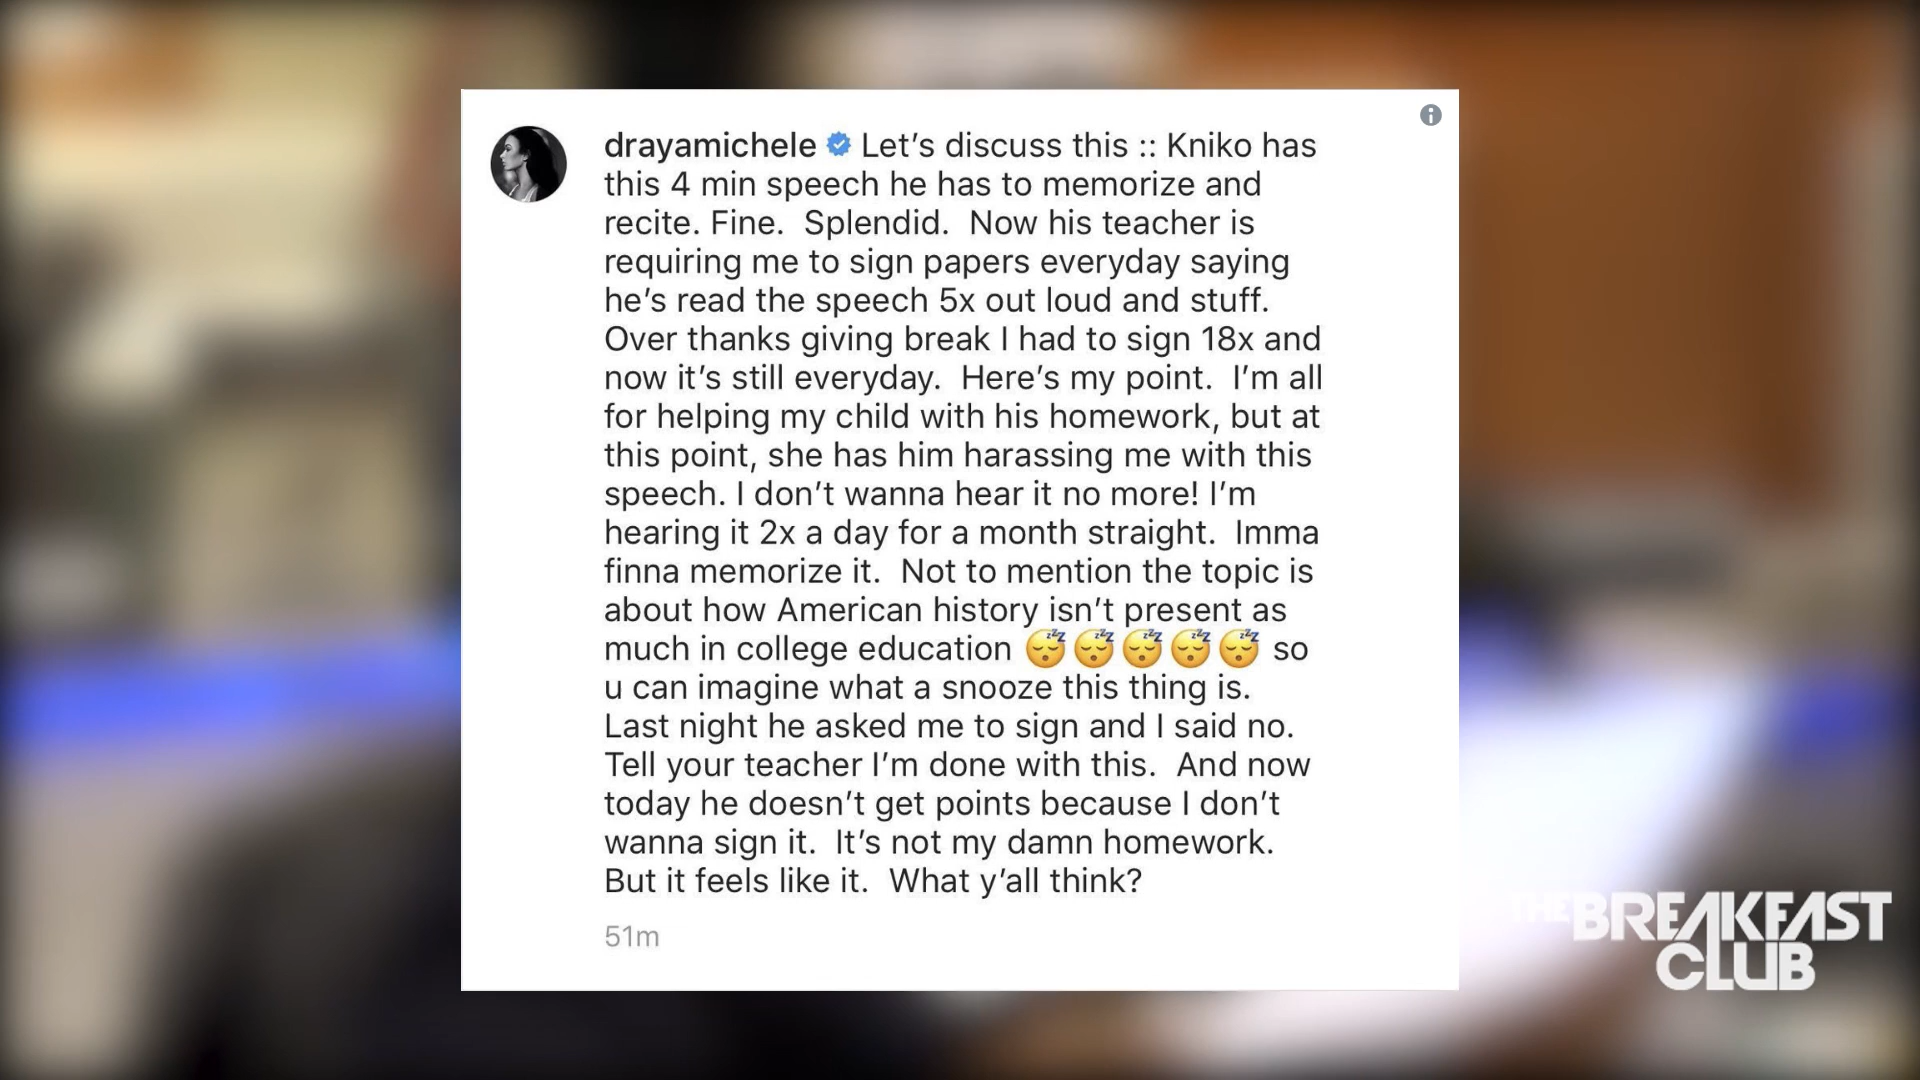 drayamichele Let's discuss this :: Kniko has
this 4 min speech he has to memorize and
recite. Fine.  Splendid.  Now his teacher is
requiring me to sign papers everyday saying
he's read the speech 5x out loud and stuff.
Over thanks giving break I had to sign 18x and
now it's still everyday.  Here's my point.  I'm all
for helping my child with his homework, but at
this point, she has him harassing me with this
speech. I don't wanna hear it no more! I'm
hearing it 2x a day for a month straight.  Imma
finna memorize it.  Not to mention the topic is
about how American history isn't present as
much in college education 😴😴😴😴😴 so
u can imagine what a snooze this thing is.
Last night he asked me to sign and I said no.
Tell your teacher I'm done with this.  And now
today he doesn't get points because I don't
wanna sign it.  It's not my damn homework.
But it feels like it.  What y'all think?
51m
THE BREAKFAST
CLUB